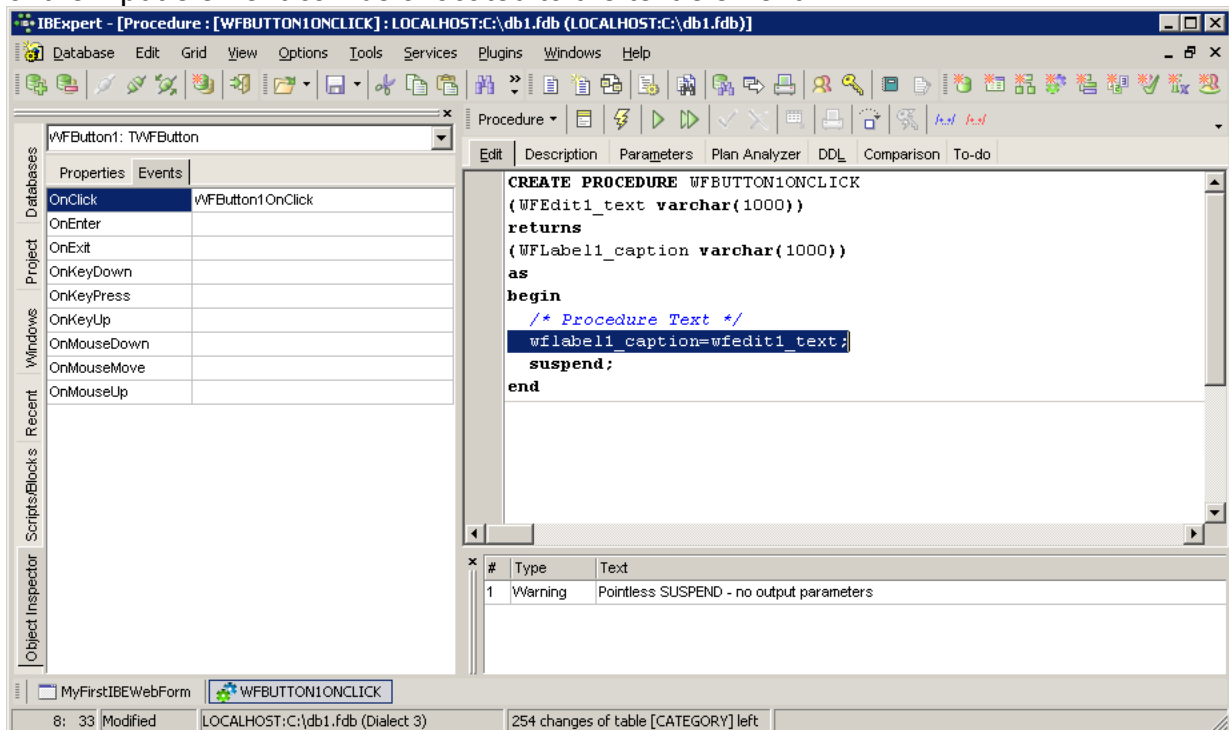 IBExpert - [Procedure : [WFBUTTON1ONCLICK] : LOCALHOST:C:\db1.fdb (LOCALHOST:C:\db1.fdb)]
Database Edit Grid View Options Tools Services Plugins Windows Help
Procedure
WFButton1: TWFButton
Properties Events
Edit Description Parameters Plan Analyzer DDL Comparison To-do
OnClick WFButton1OnClick
OnEnter
OnExit
OnKeyDown
OnKeyPress
OnKeyUp
OnMouseDown
OnMouseMove
OnMouseUp
Databases
Project
Windows
Recent
Scripts/Blocks
Object Inspector
CREATE PROCEDURE WFBUTTON1ONCLICK
(WFEdit1_text varchar(1000))
returns
(WFLabel1_caption varchar(1000))
as
begin
/* Procedure Text */
wflabel1_caption=wfedit1_text;
suspend;
end
# Type Text
1 Warning Pointless SUSPEND - no output parameters
MyFirstIBEWebForm WFBUTTON1ONCLICK
8: 33 Modified LOCALHOST:C:\db1.fdb (Dialect 3) 254 changes of table [CATEGORY] left